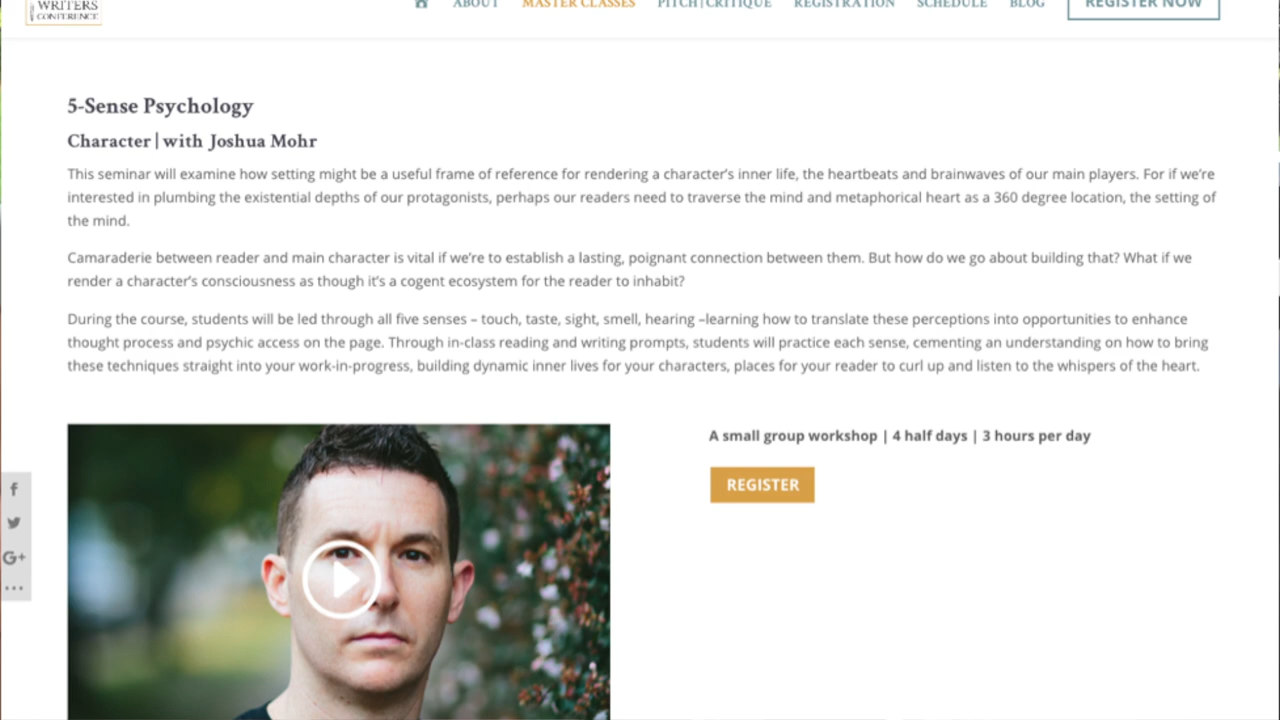 WRITERS
CONFERENCE
ABOUT MASTER CLASSES PITCH|CRITIQUE REGISTRATION SCHEDULE BLOG REGISTER NOW
5-Sense Psychology
Character | with Joshua Mohr
This seminar will examine how setting might be a useful frame of reference for rendering a character’s inner life, the heartbeats and brainwaves of our main players. For if we’re
interested in plumbing the existential depths of our protagonists, perhaps our readers need to traverse the mind and metaphorical heart as a 360 degree location, the setting of
the mind.
Camaraderie between reader and main character is vital if we’re to establish a lasting, poignant connection between them. But how do we go about building that? What if we
render a character’s consciousness as though it’s a cogent ecosystem for the reader to inhabit?
During the course, students will be led through all five senses – touch, taste, sight, smell, hearing –learning how to translate these perceptions into opportunities to enhance
thought process and psychic access on the page. Through in-class reading and writing prompts, students will practice each sense, cementing an understanding on how to bring
these techniques straight into your work-in-progress, building dynamic inner lives for your characters, places for your reader to curl up and listen to the whispers of the heart.
A small group workshop | 4 half days | 3 hours per day
REGISTER
f
G+